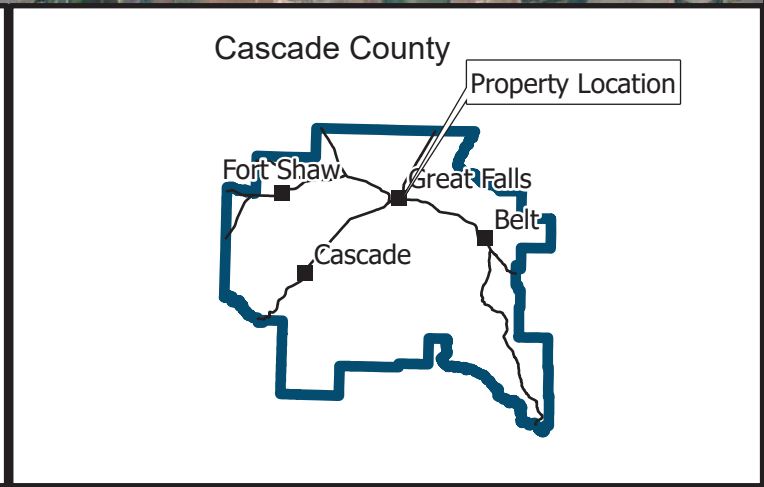 Cascade County
Property Location
Fort Shaw
Great Falls
Belt
Cascade